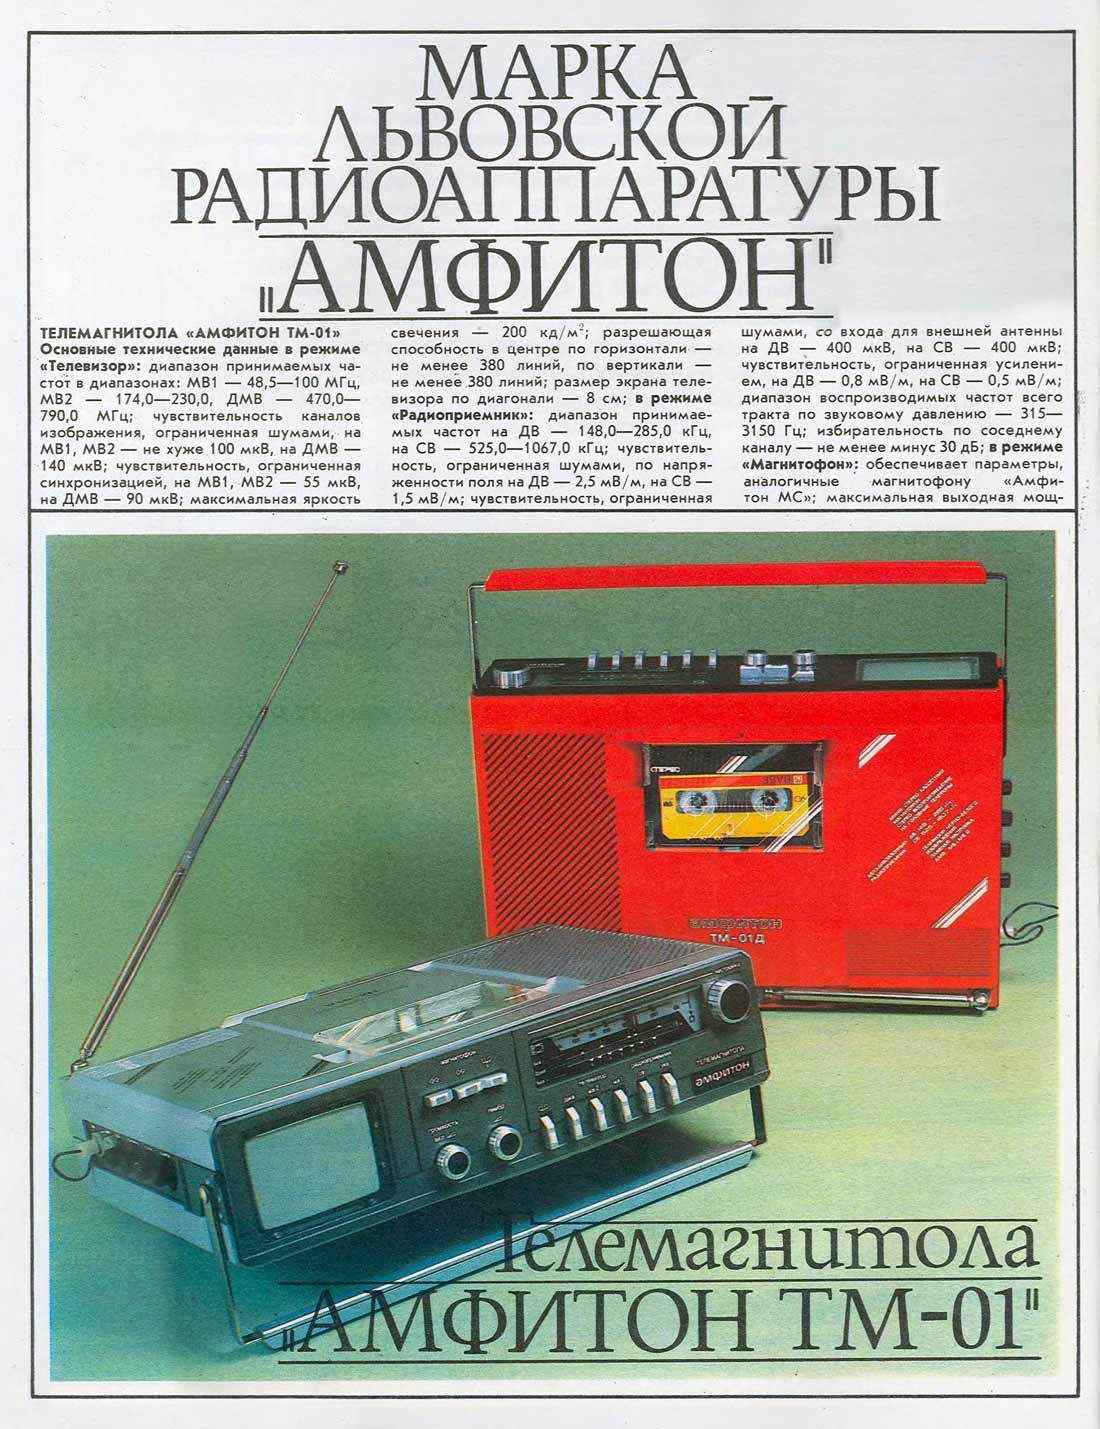 МАРКА
ЛЬВОВСКОЙ
РАДИОАППАРАТУРЫ
„АМФИТОН"
ТЕЛЕМАГНИТОЛА «АМФИТОН ТМ-01»
Основные технические данные в режиме
«Телевизор»: диапазон принимаемых ча-
стот в диапазонах: МВ1 — 48,5—100 МГц,
МВ2 — 174,0—230,0, ДМВ — 470,0—
790,0 МГц; чувствительность каналов
изображения, ограниченная шумами, на
МВ1, МВ2 — не хуже 100 мкВ, на ДМВ —
140 мкВ; чувствительность, ограниченная
синхронизацией, на МВ1, МВ2 — 55 мкВ,
на ДМВ — 90 мкВ; максимальная яркость
свечения — 200 кд/м²; разрешающая
способность в центре по горизонтали —
не менее 380 линий, по вертикали —
не менее 380 линий; размер экрана теле-
визора по диагонали — 8 см; в режиме
«Радиоприемник»: диапазон принимае-
мых частот на ДВ — 148,0—285,0 кГц,
на СВ — 525,0—1067,0 кГц; чувствитель-
ность, ограниченная шумами, по напря-
женности поля на ДВ — 2,5 мВ/м, на СВ —
1,5 мВ/м; чувствительность, ограниченная
шумами, со входа для внешней антенны
на ДВ — 400 мкВ, на СВ — 400 мкВ;
чувствительность, ограниченная усилени-
ем, на ДВ — 0,8 мВ/м, на СВ — 0,5 мВ/м;
диапазон воспроизводимых частот всего
тракта по звуковому давлению — 315—
3150 Гц; избирательность по соседнему
каналу — не менее минус 30 дБ; в режиме
«Магнитофон»: обеспечивает параметры,
аналогичные магнитофону «Амфи-
тон МС»; максимальная выходная мощ-
СТЕРЕО
амфитон
ТМ-01Д
магнитофон
громкость
тембр
телевизор
радиоприемник
ТЕЛЕМАГНИТОЛА
амфитон
Телемагнитола
„АМФИТОН ТМ-01"